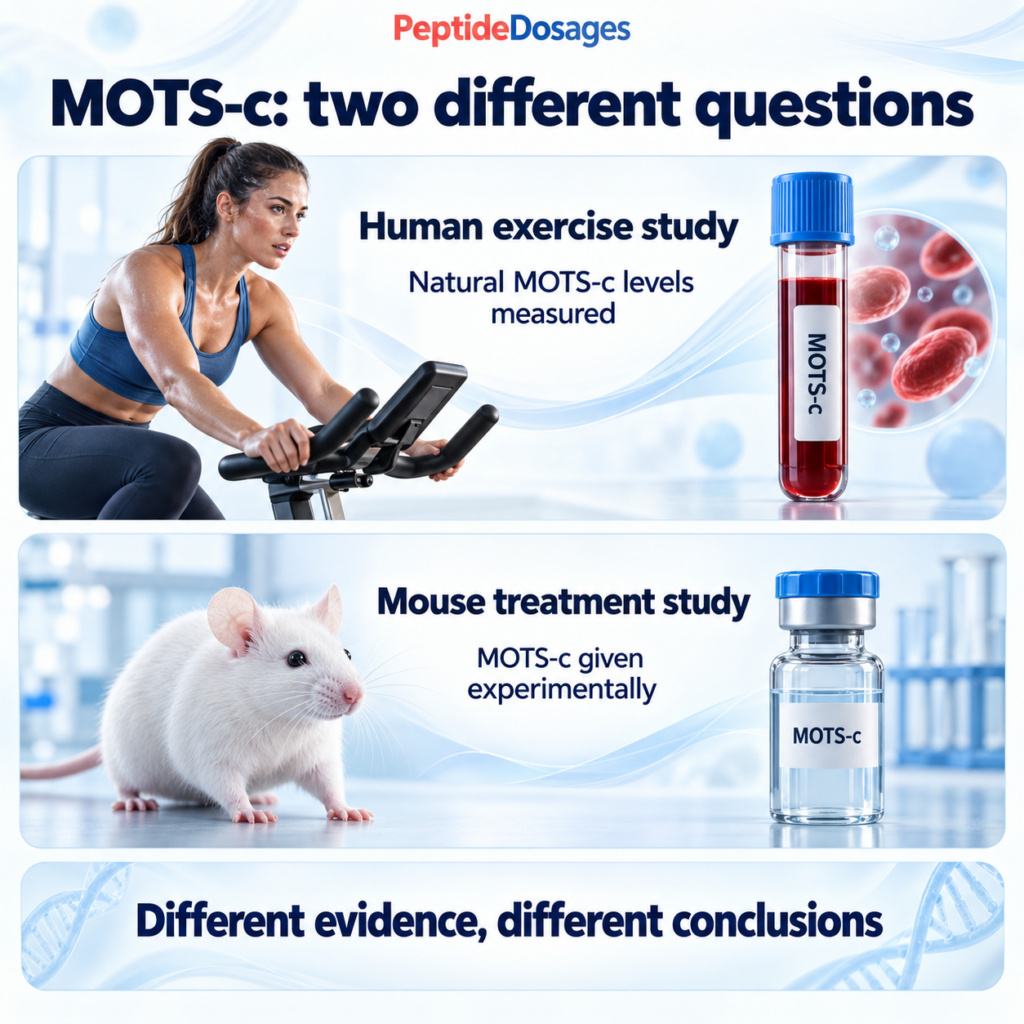 PeptideDosages
MOTS-c: two different questions
Human exercise study
Natural MOTS-c levels
measured
MOTS-c
Mouse treatment study
MOTS-c given
experimentally
MOTS-c
Different evidence, different conclusions